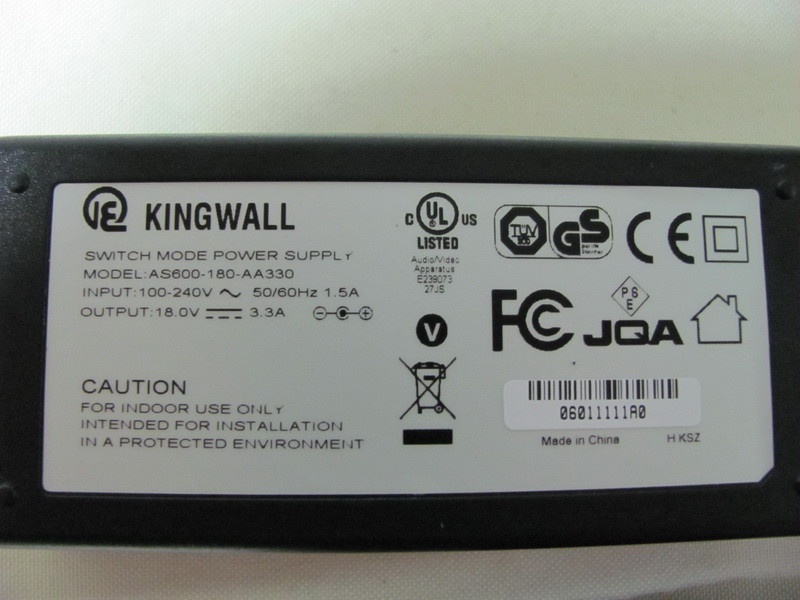 KINGWALL
SWITCH MODE POWER SUPPLY
MODEL:AS600-180-AA330
INPUT:100-240V ~ 50/60Hz 1.5A
OUTPUT:18.0V ⎓ 3.3A
CAUTION
FOR INDOOR USE ONLY
INTENDED FOR INSTALLATION
IN A PROTECTED ENVIRONMENT
C UL US
LISTED
Audio/Video
Apparatus
E239073
27JS
V
TUV
GS
CE
FC
PS
E
JQA
06011111A0
Made in China H KSZ